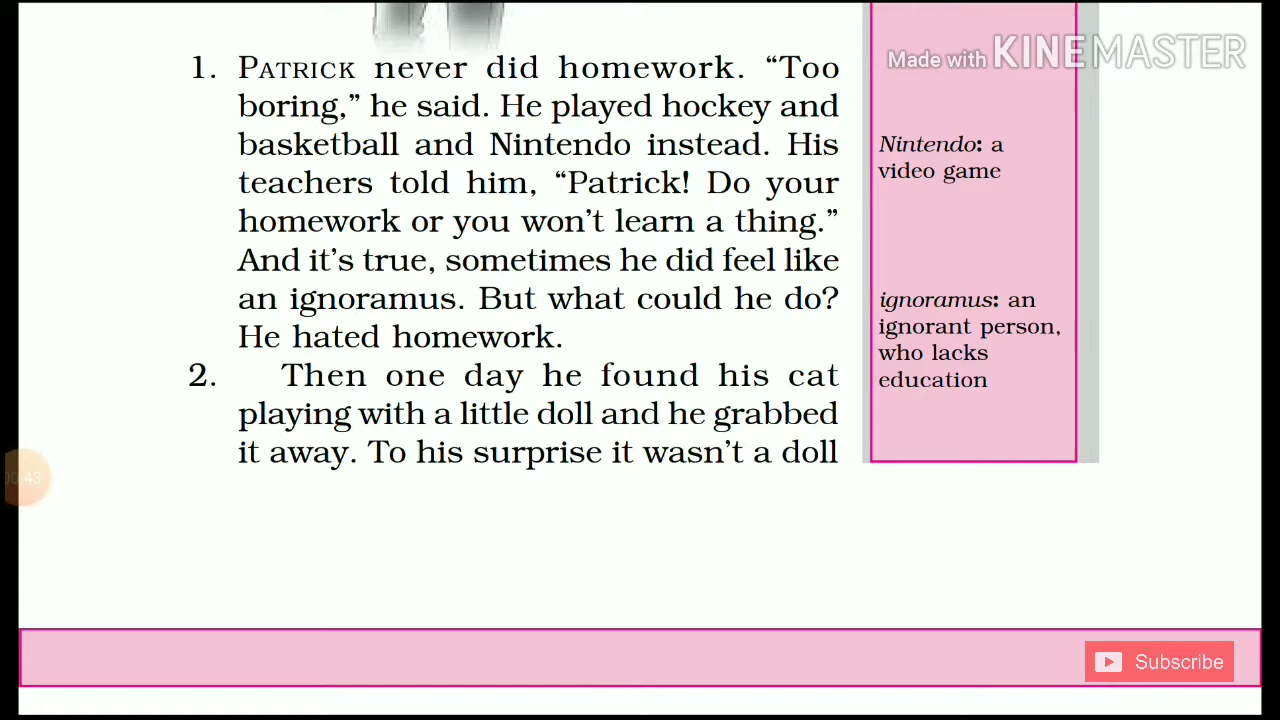 Made with KINEMASTER
1. PATRICK never did homework. “Too
boring,” he said. He played hockey and
basketball and Nintendo instead. His
teachers told him, “Patrick! Do your
homework or you won’t learn a thing.”
And it’s true, sometimes he did feel like
an ignoramus. But what could he do?
He hated homework.
2. Then one day he found his cat
playing with a little doll and he grabbed
it away. To his surprise it wasn’t a doll
Nintendo: a
video game
ignoramus: an
ignorant person,
who lacks
education
00:43
Subscribe